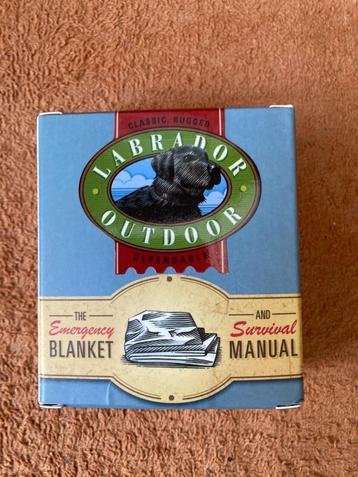 CLASSIC, RUGGED
LABRADOR
OUTDOOR
DEPENDABLE
THE Emergency BLANKET
AND Survival MANUAL